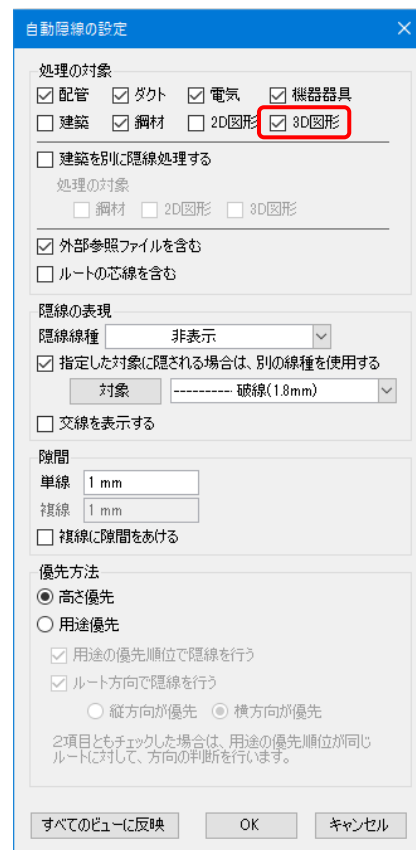 自動隠線の設定
処理の対象
配管 ダクト 電気 機器器具
建築 鋼材 2D図形 3D図形
建築を別に隠線処理する
処理の対象
鋼材 2D図形 3D図形
外部参照ファイルを含む
ルートの芯線を含む
隠線の表現
隠線線種 非表示
指定した対象に隠される場合は、別の線種を使用する
対象 ---------- 破線(1.8mm)
交線を表示する
隙間
単線 1 mm
複線 1 mm
複線に隙間をあける
優先方法
高さ優先
用途優先
用途の優先順位で隠線を行う
ルート方向で隠線を行う
縦方向が優先 横方向が優先
2項目ともチェックした場合は、用途の優先順位が同じ
ルートに対して、方向の判断を行います。
すべてのビューに反映 OK キャンセル